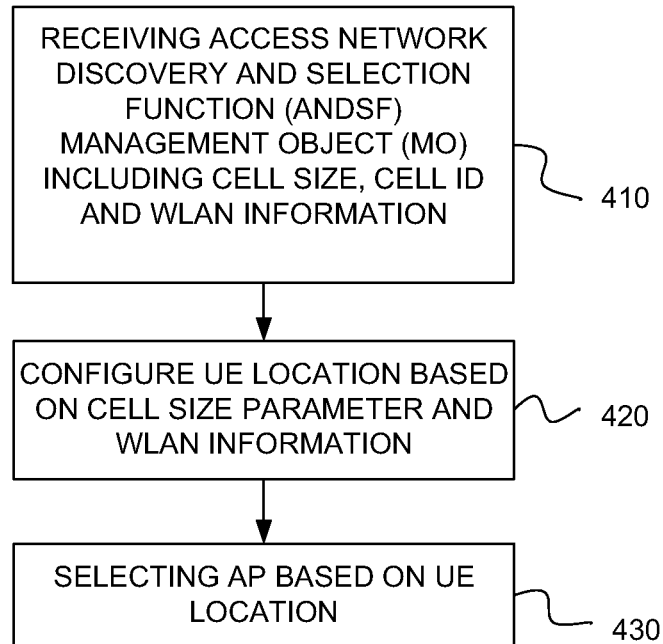 RECEIVING ACCESS NETWORK
DISCOVERY AND SELECTION
FUNCTION (ANDSF)
MANAGEMENT OBJECT (MO)
INCLUDING CELL SIZE, CELL ID
AND WLAN INFORMATION
410
CONFIGURE UE LOCATION BASED
ON CELL SIZE PARAMETER AND
WLAN INFORMATION
420
SELECTING AP BASED ON UE
LOCATION
430